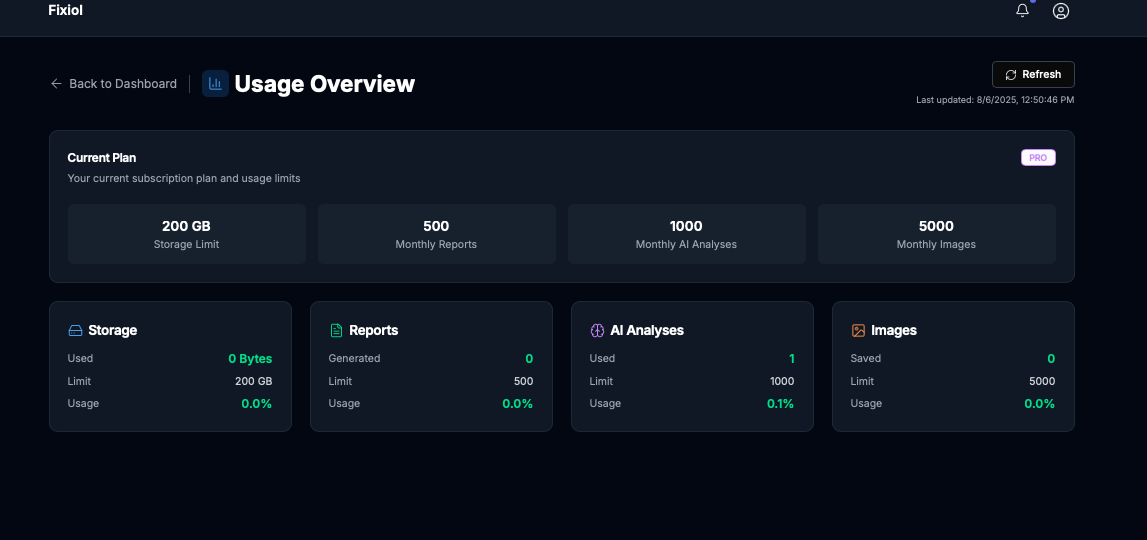 Fixiol
Back to Dashboard
Usage Overview
Refresh
Last updated: 8/6/2025, 12:50:46 PM
Current Plan
PRO
Your current subscription plan and usage limits
200 GB
Storage Limit
500
Monthly Reports
1000
Monthly AI Analyses
5000
Monthly Images
Storage
Used 0 Bytes
Limit 200 GB
Usage 0.0%
Reports
Generated 0
Limit 500
Usage 0.0%
AI Analyses
Used 1
Limit 1000
Usage 0.1%
Images
Saved 0
Limit 5000
Usage 0.0%